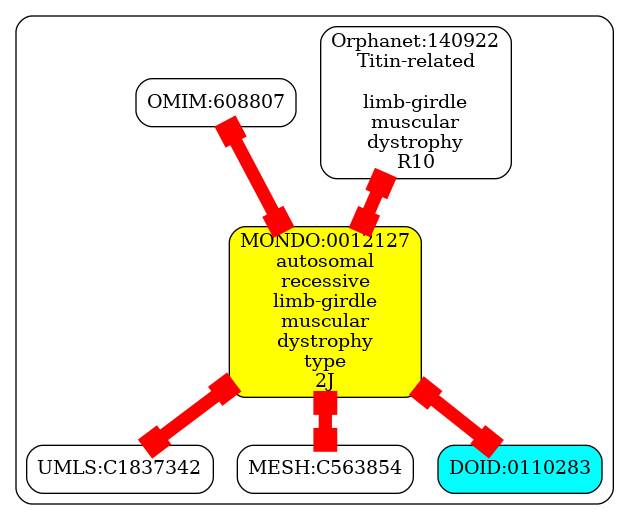 Orphanet:140922
Titin-related
limb-girdle
muscular
dystrophy
R10
OMIM:608807
MONDO:0012127
autosomal
recessive
limb-girdle
muscular
dystrophy
type
2J
UMLS:C1837342
MESH:C563854
DOID:0110283